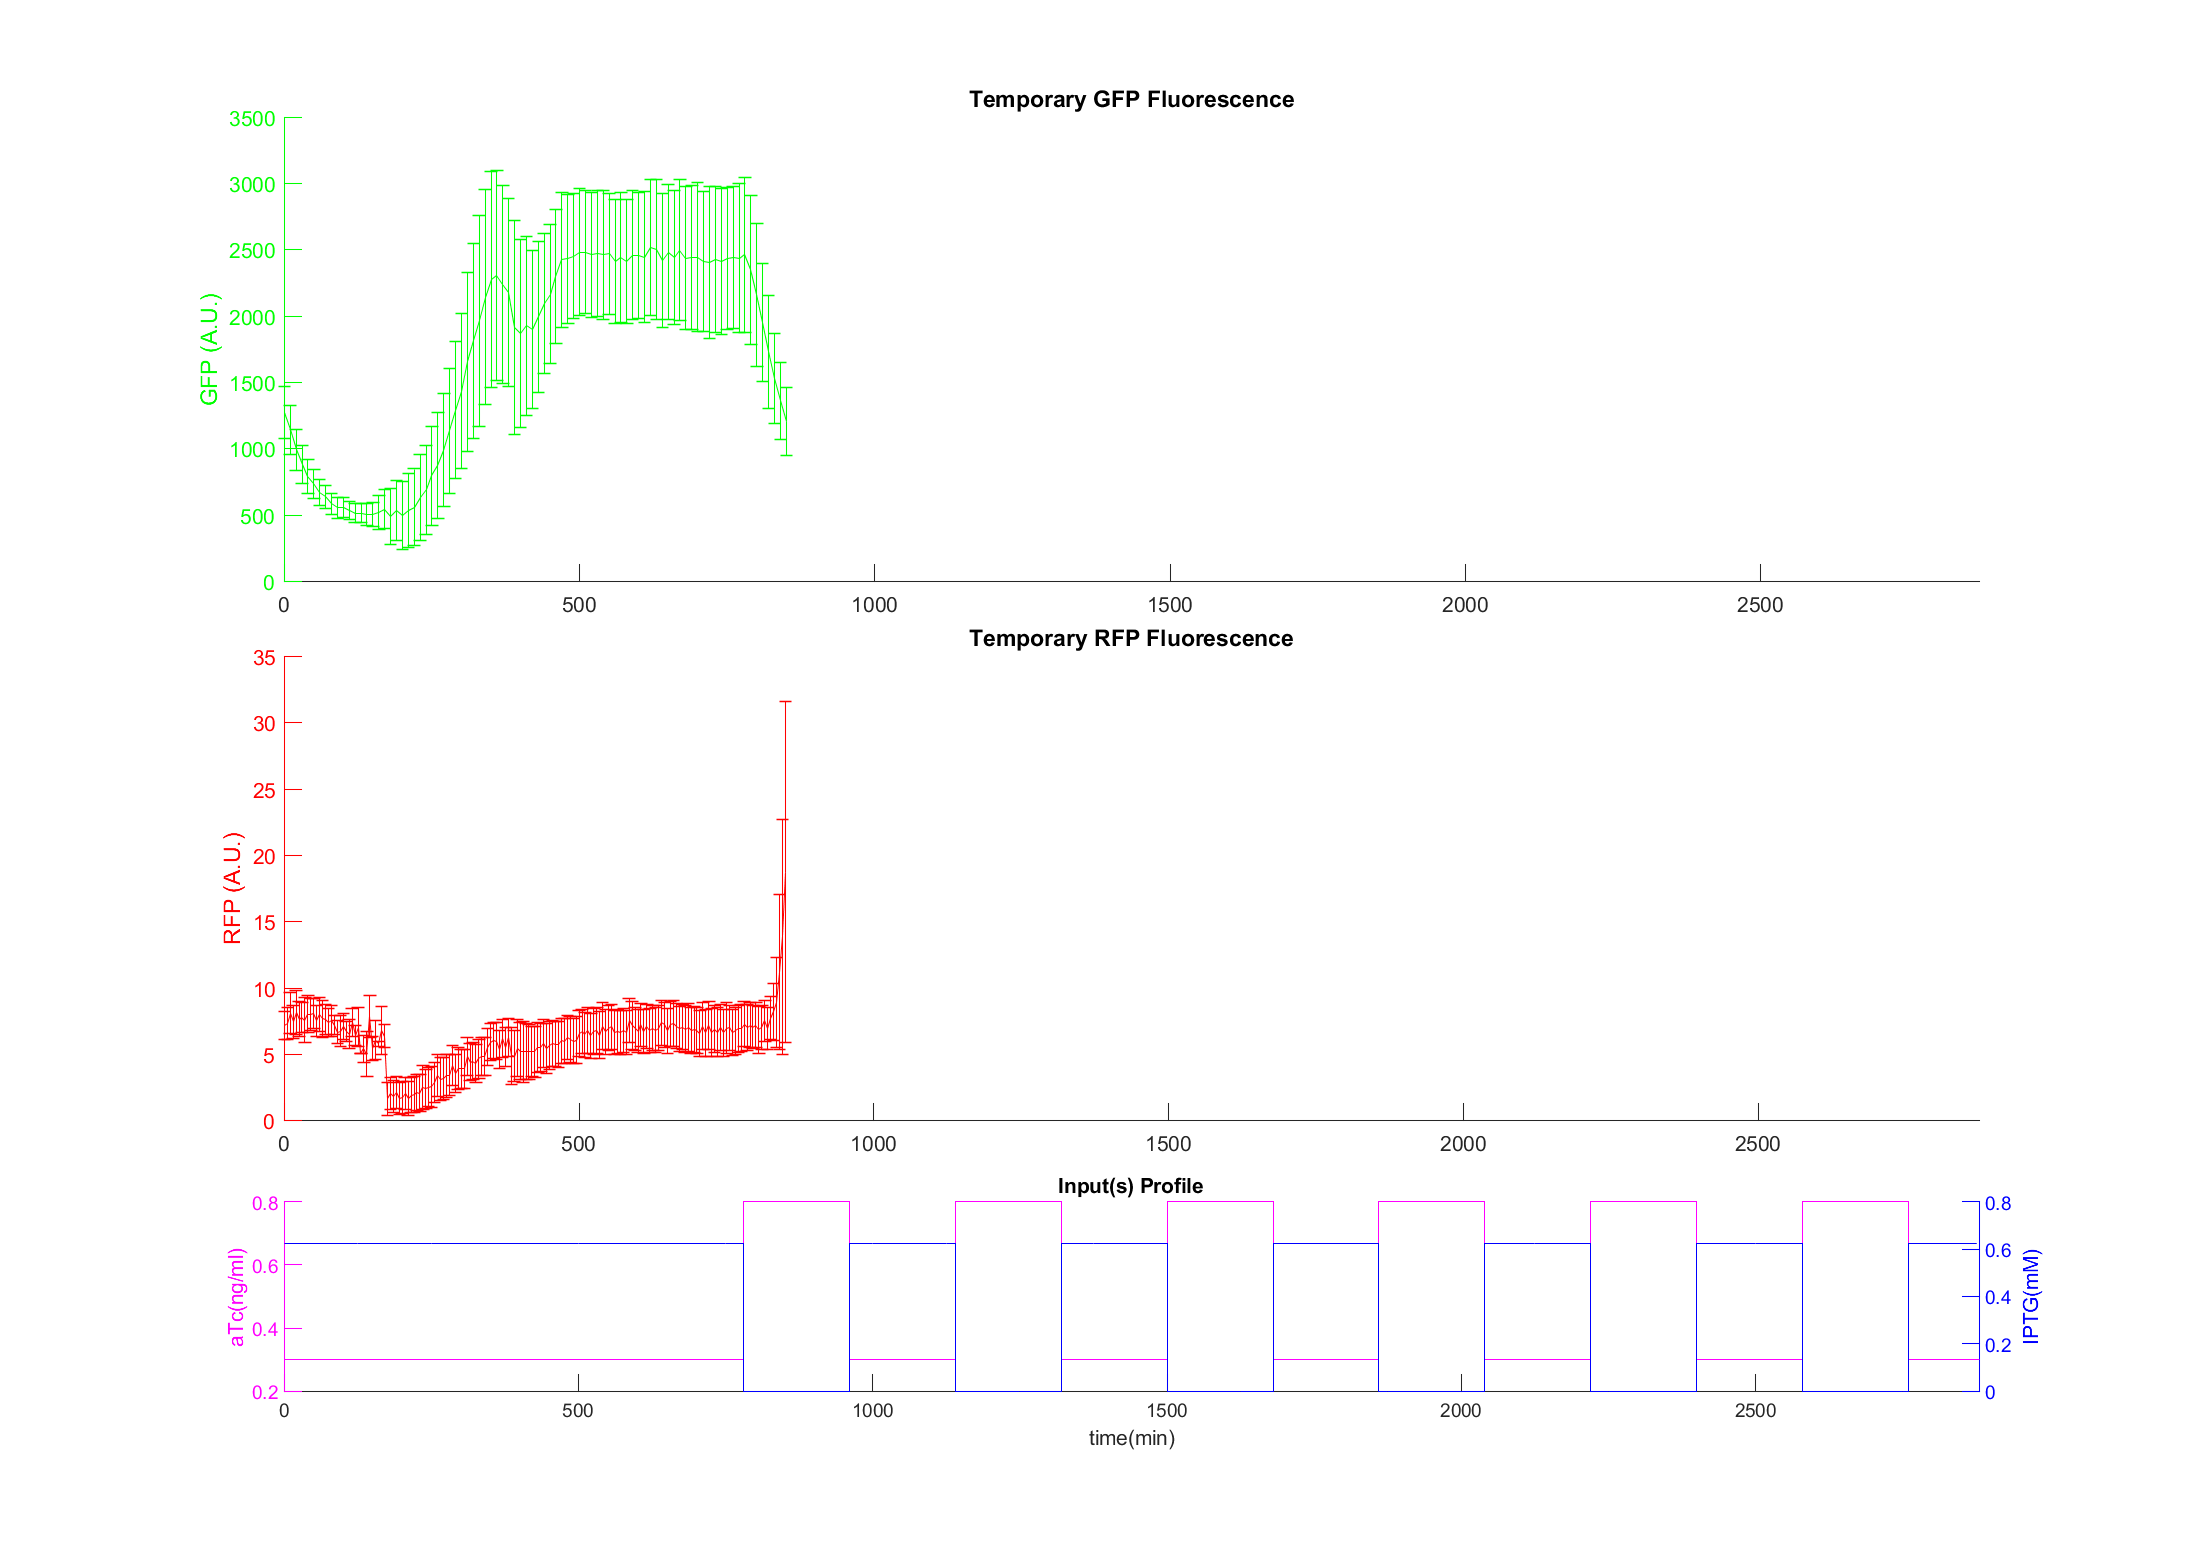 Temporary GFP Fluorescence
3500
3000
2500
2000
1500
1000
500
0
GFP (A.U.)
0 500 1000 1500 2000 2500
Temporary RFP Fluorescence
35
30
25
20
15
10
5
0
RFP (A.U.)
0 500 1000 1500 2000 2500
Input(s) Profile
0.8
0.6
0.4
0.2
aTc(ng/ml)
0.8
0.6
0.4
0.2
0
IPTG(mM)
0 500 1000 1500 2000 2500
time(min)